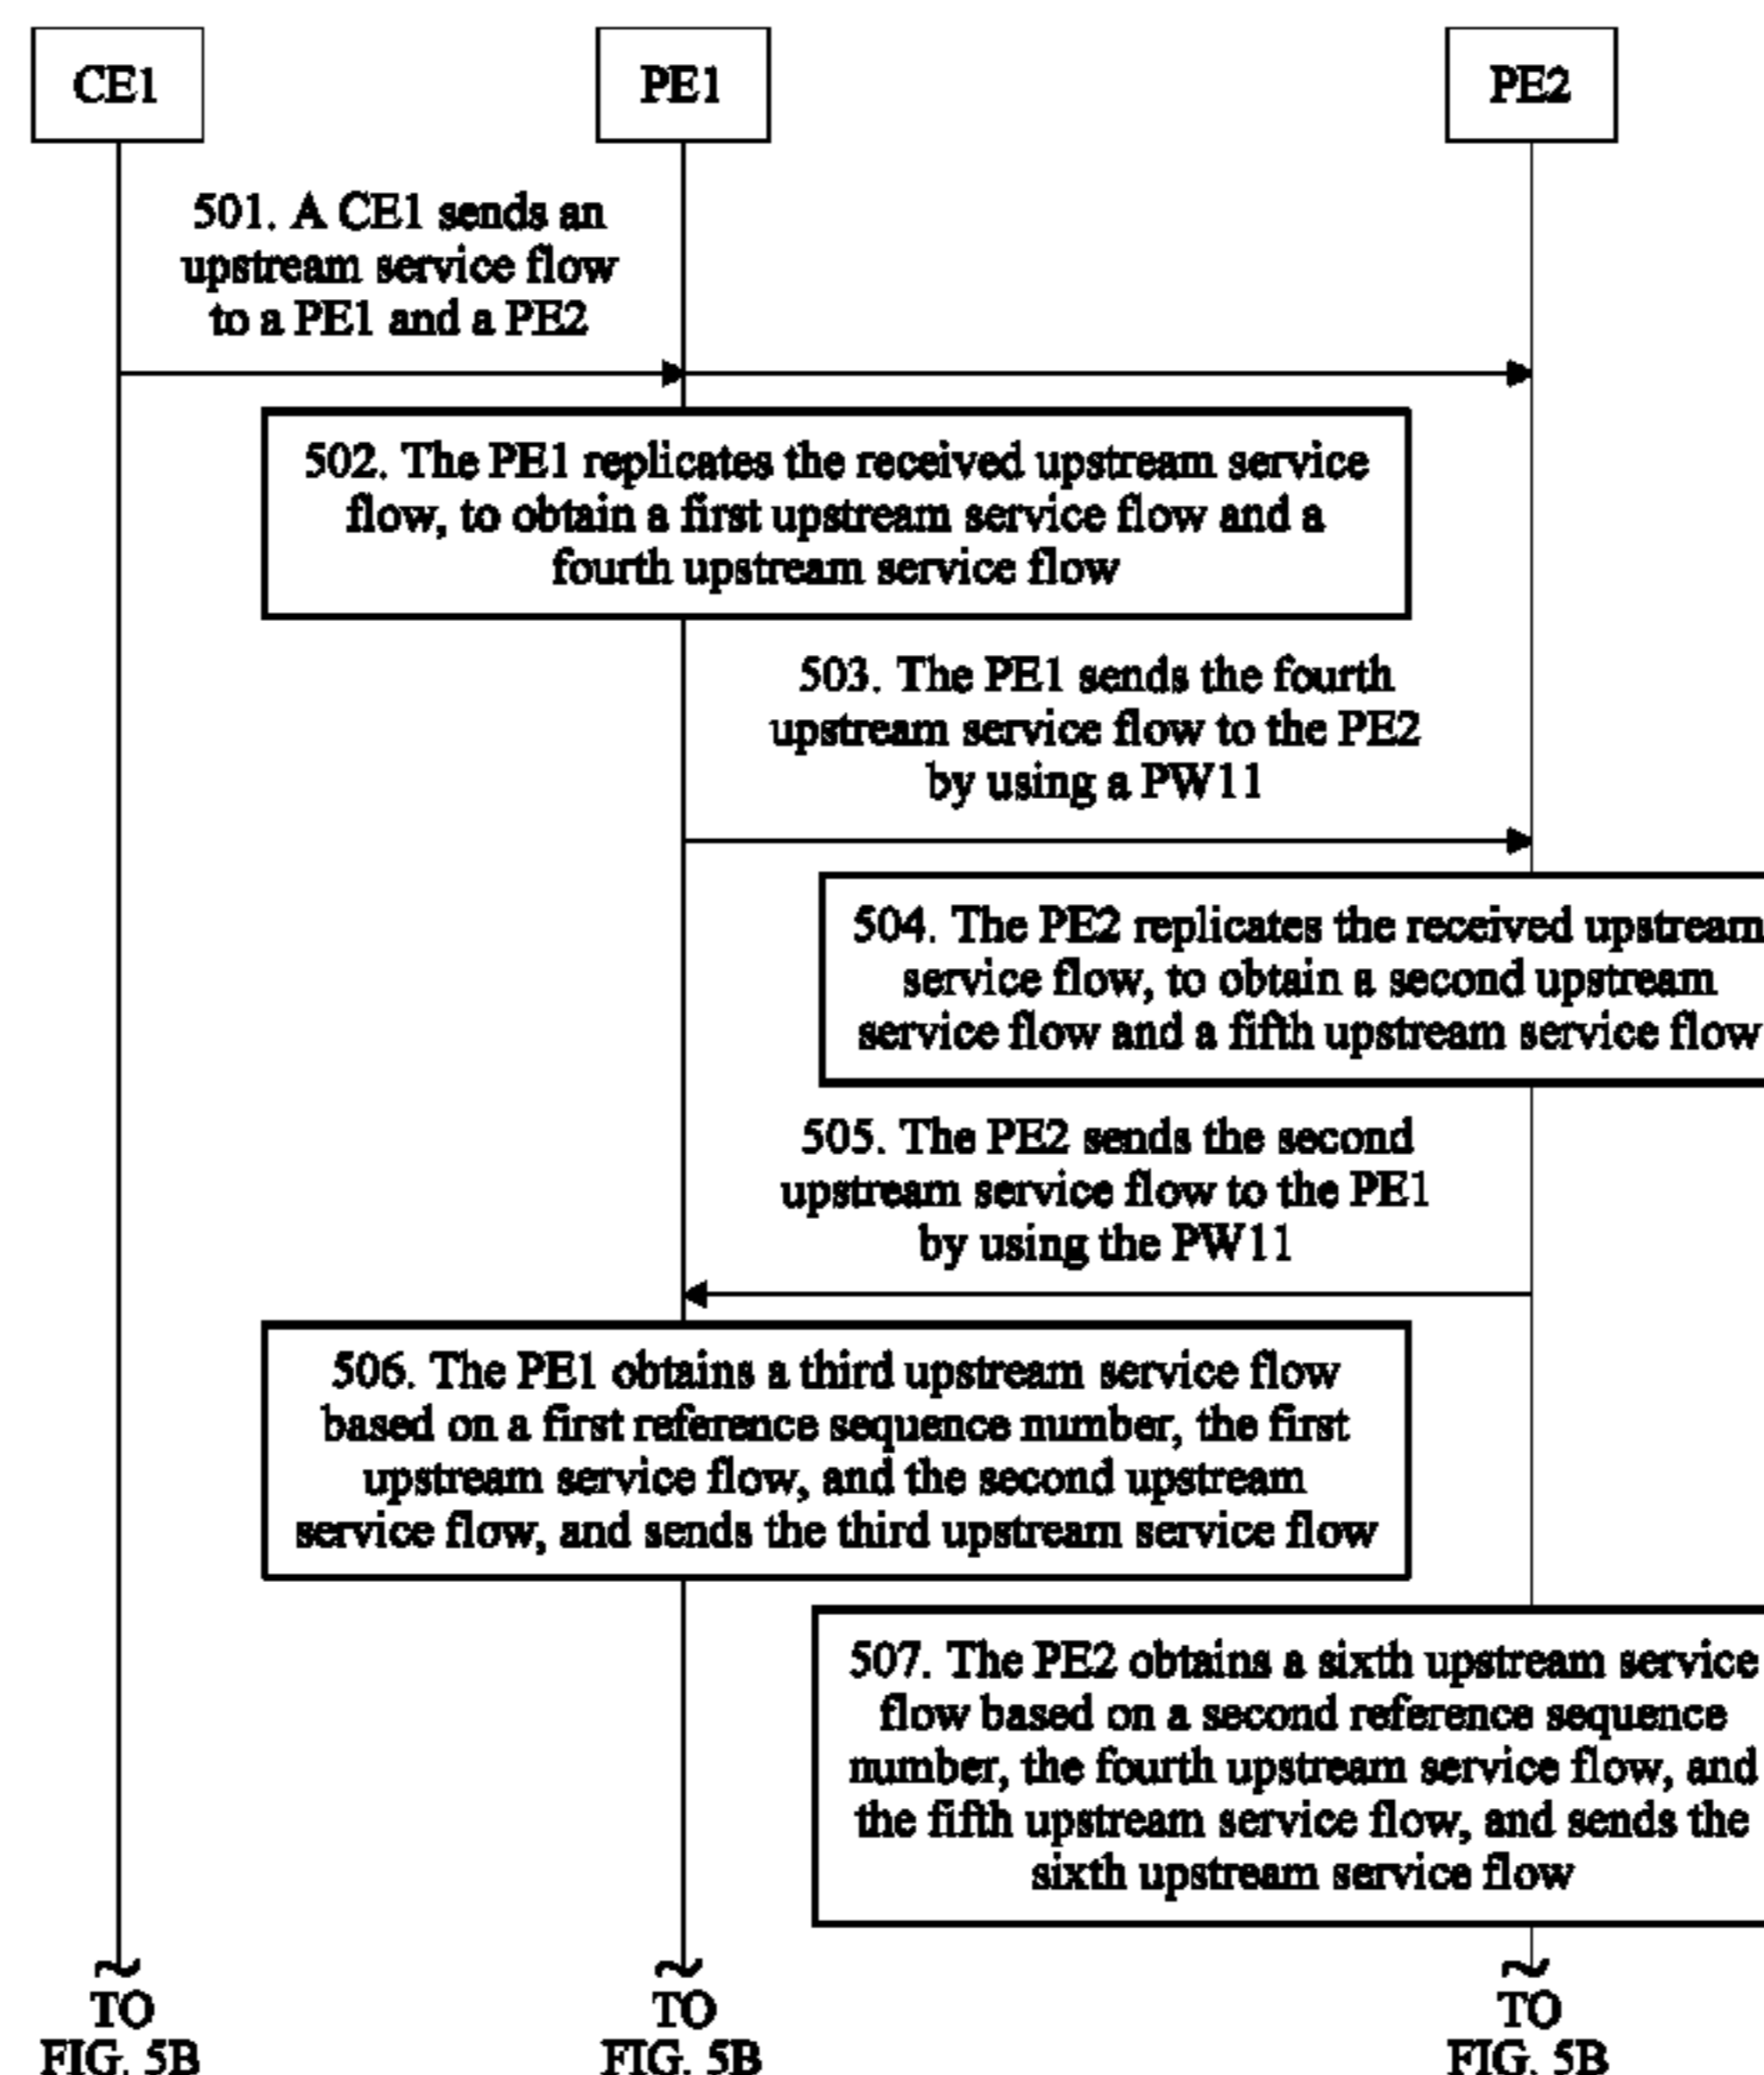 CE1
PE1
PE2
501. A CE1 sends an
upstream service flow
to a PE1 and a PE2
502. The PE1 replicates the received upstream service
flow, to obtain a first upstream service flow and a
fourth upstream service flow
503. The PE1 sends the fourth
upstream service flow to the PE2
by using a PW11
504. The PE2 replicates the received upstream
service flow, to obtain a second upstream
service flow and a fifth upstream service flow
505. The PE2 sends the second
upstream service flow to the PE1
by using the PW11
506. The PE1 obtains a third upstream service flow
based on a first reference sequence number, the first
upstream service flow, and the second upstream
service flow, and sends the third upstream service flow
507. The PE2 obtains a sixth upstream service
flow based on a second reference sequence
number, the fourth upstream service flow, and
the fifth upstream service flow, and sends the
sixth upstream service flow
TO
FIG. 5B
TO
FIG. 5B
TO
FIG. 5B